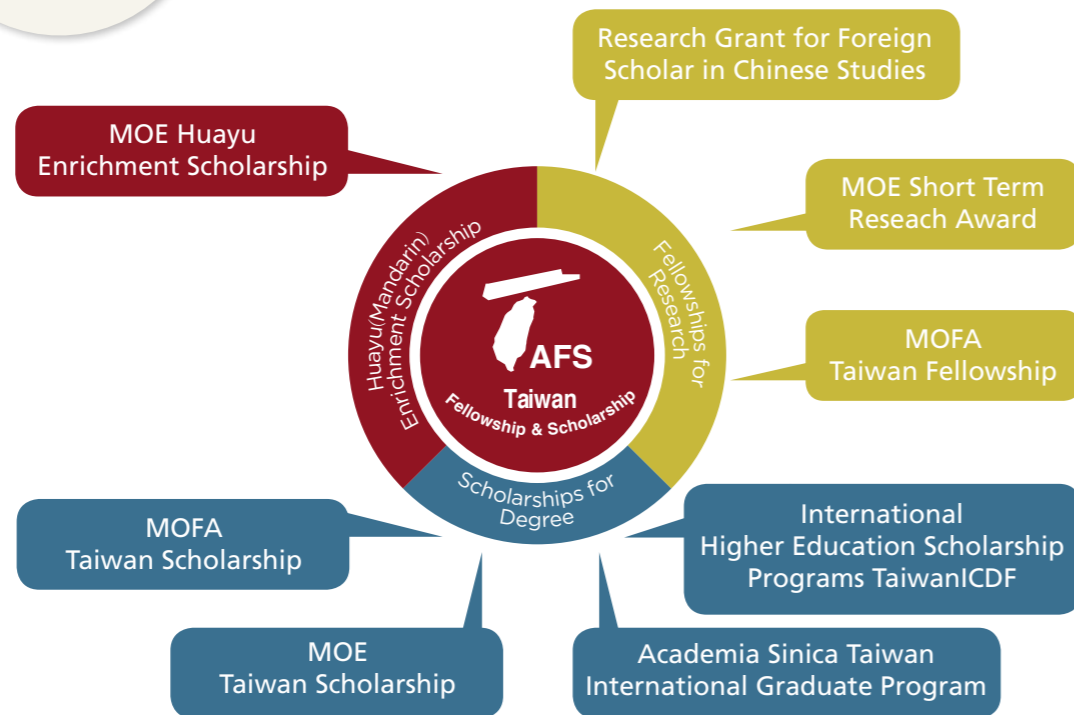 Research Grant for Foreign
Scholar in Chinese Studies
MOE Huayu
Enrichment Scholarship
MOE Short Term
Reseach Award
Huayu(Mandarin)
Enrichment Scholarship
Fellowships for
Research
AFS
Taiwan
Fellowship & Scholarship
MOFA
Taiwan Fellowship
Scholarships for
Degree
MOFA
Taiwan Scholarship
International
Higher Education Scholarship
Programs TaiwanICDF
MOE
Taiwan Scholarship
Academia Sinica Taiwan
International Graduate Program